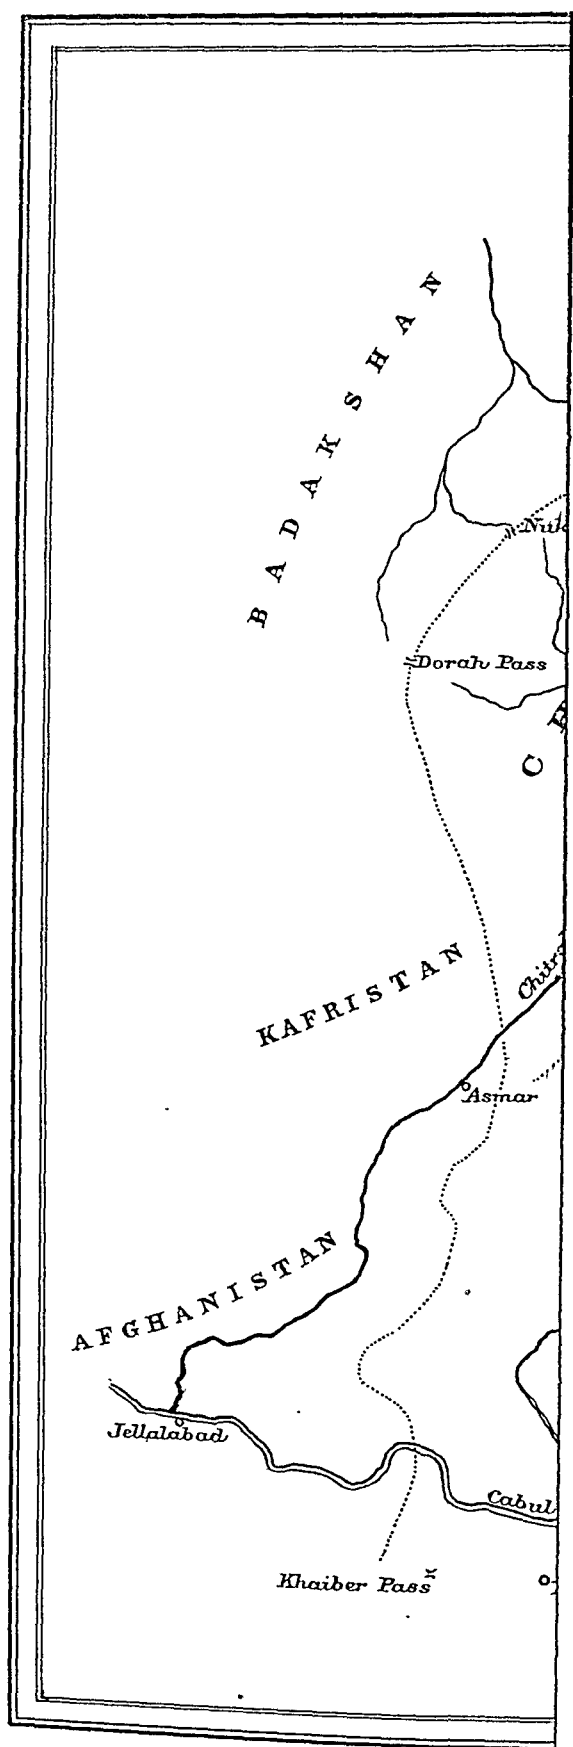 BADAKSHAN
Dorah Pass
KAFRISTAN
Asmar
AFGHANISTAN
Jellalabad
Cabul
Khaiber Pass